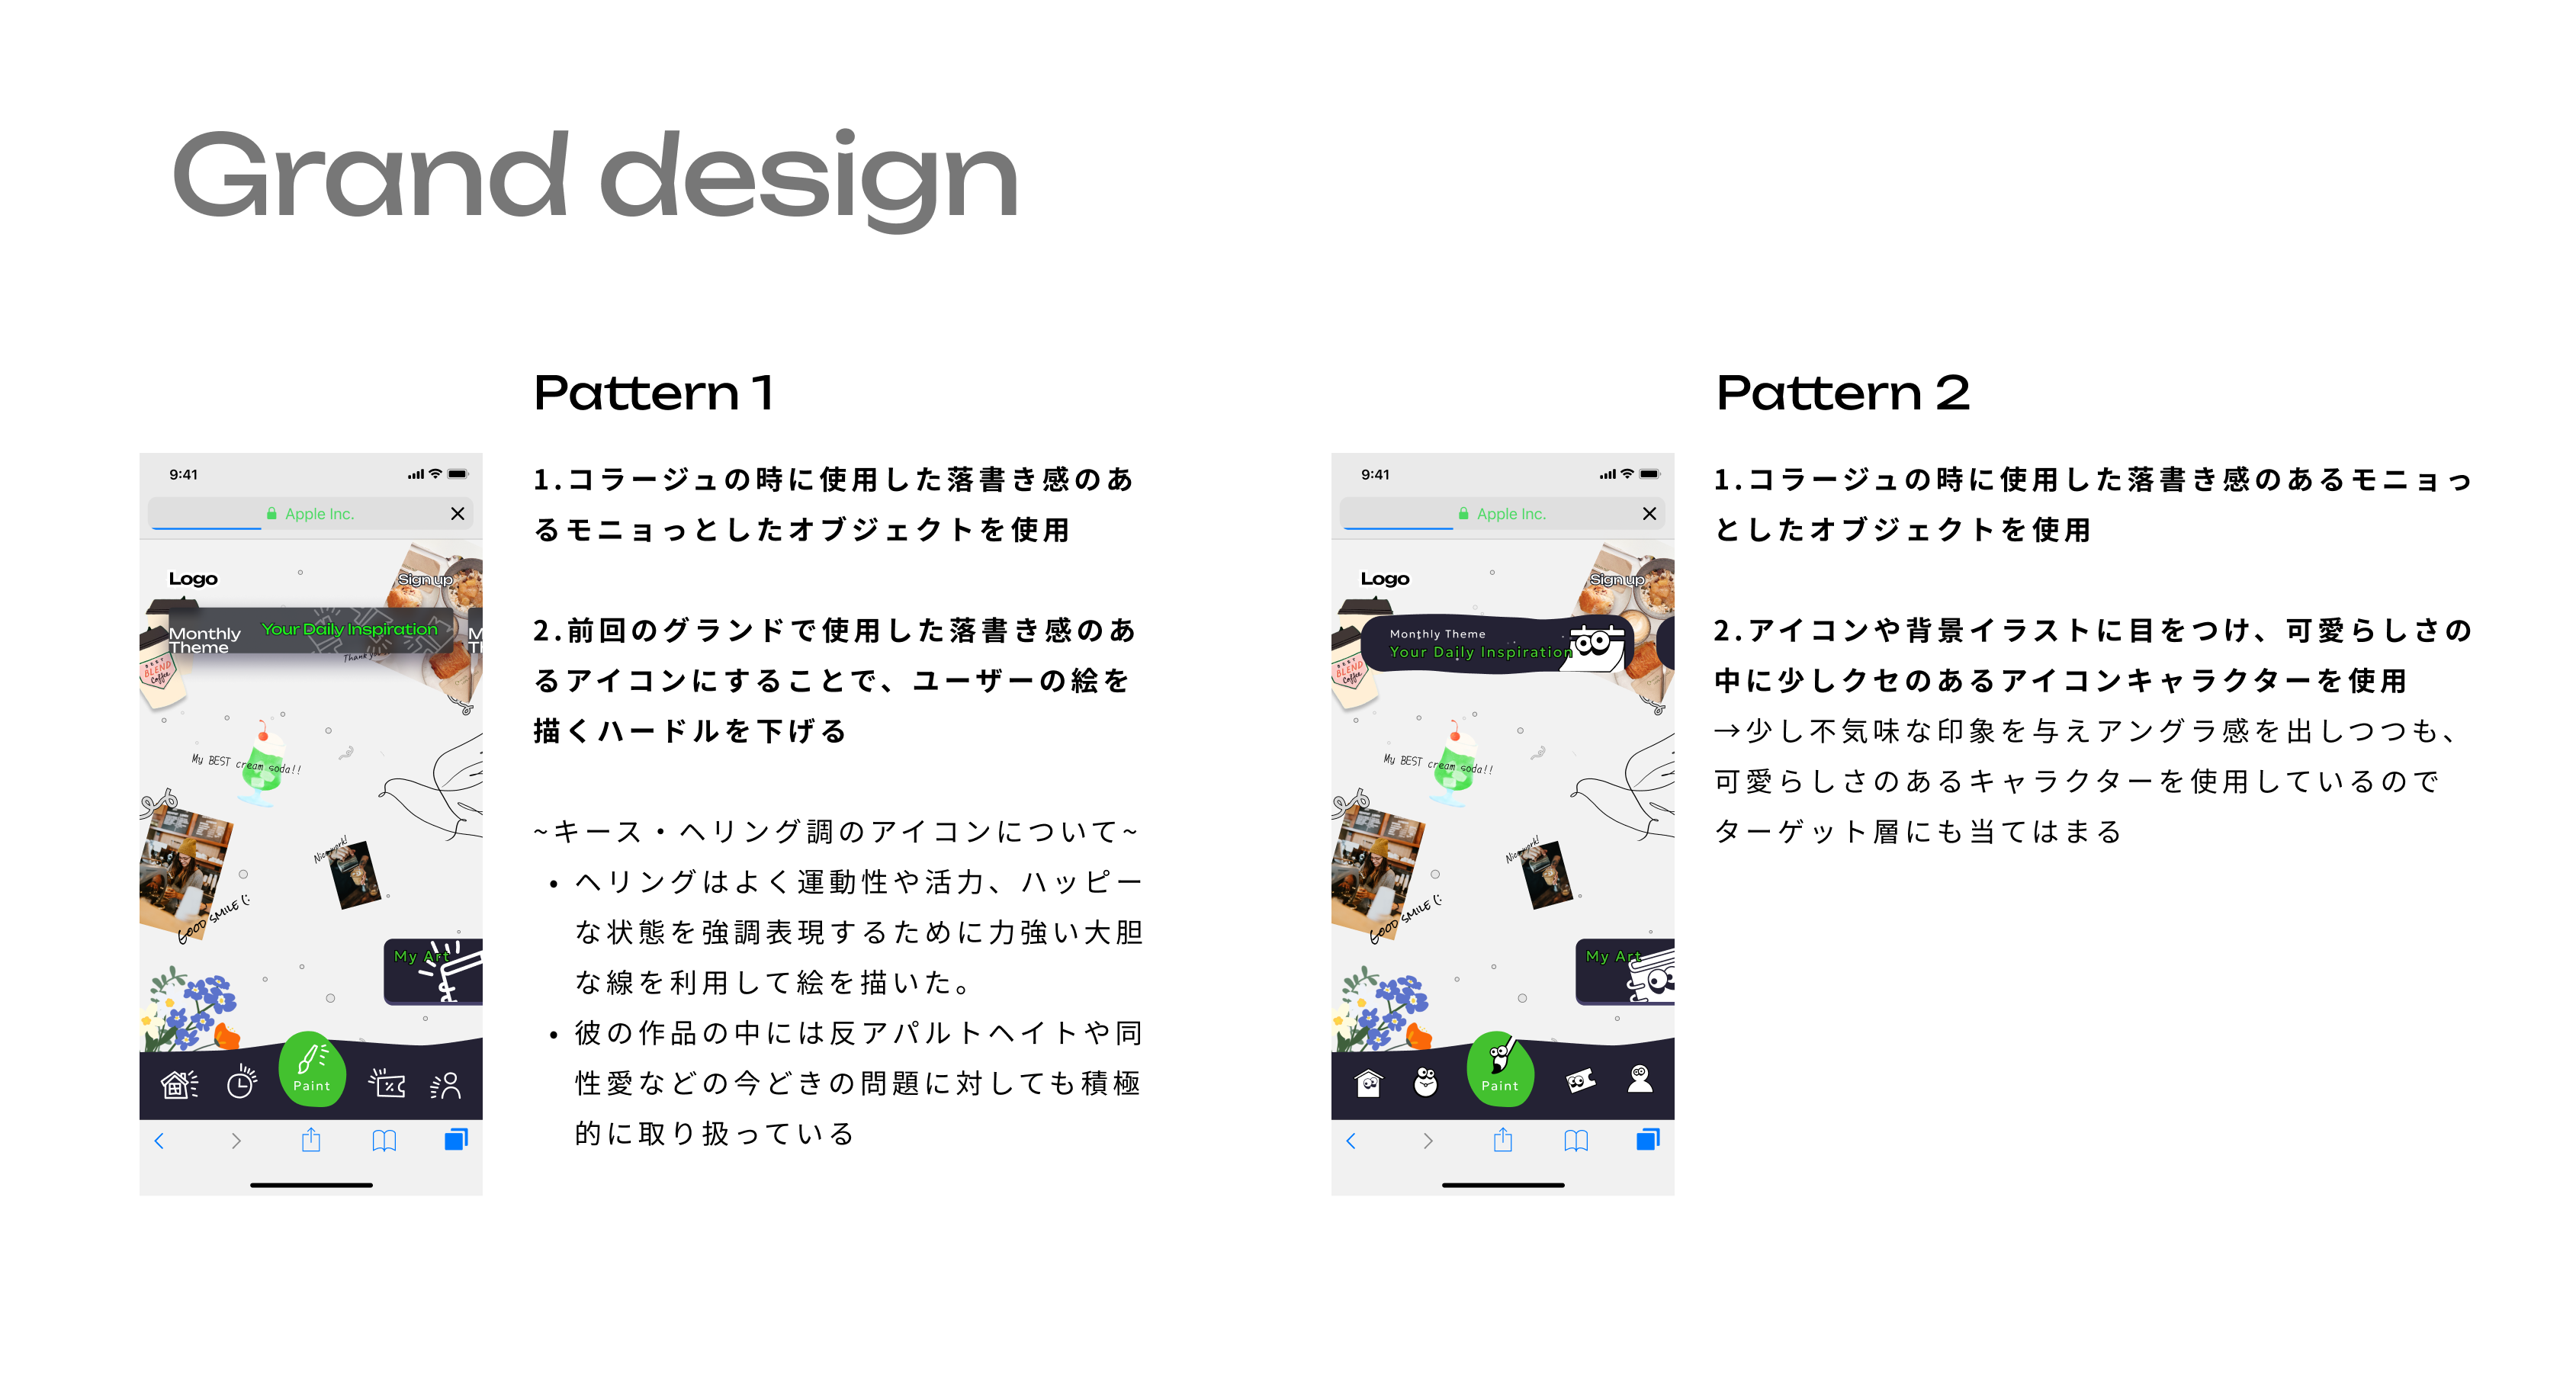 Grand design
Pattern 1
9:41
Apple Inc.
Logo
Sign up
Monthly
Theme
Your Daily Inspiration
M
T
Thank you
BEST
BLEND
Coffee
My BEST cream soda!!
Nice work!
GOOD SMILE (:
My Art
Paint
1.コラージュの時に使用した落書き感のあ
るモニョっとしたオブジェクトを使用
2.前回のグランドで使用した落書き感のあ
るアイコンにすることで、ユーザーの絵を
描くハードルを下げる
~キース・ヘリング調のアイコンについて~
• ヘリングはよく運動性や活力、ハッピー
な状態を強調表現するために力強い大胆
な線を利用して絵を描いた。
• 彼の作品の中には反アパルトヘイトや同
性愛などの今どきの問題に対しても積極
的に取り扱っている
Pattern 2
9:41
Apple Inc.
Logo
Sign up
Monthly Theme
Your Daily Inspiration
BEST
BLEND
Coffee
My BEST cream soda!!
Nice work!
GOOD SMILE (:
My Art
Paint
1.コラージュの時に使用した落書き感のあるモニョっ
としたオブジェクトを使用
2.アイコンや背景イラストに目をつけ、可愛らしさの
中に少しクセのあるアイコンキャラクターを使用
→少し不気味な印象を与えアングラ感を出しつつも、
可愛らしさのあるキャラクターを使用しているので
ターゲット層にも当てはまる